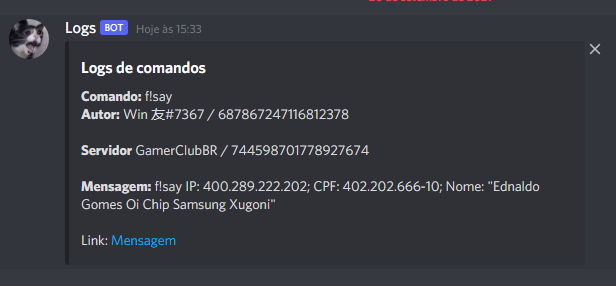 Logs BOT Hoje às 15:33
Logs de comandos
Comando: f!say
Autor: Win 友#7367 / 687867247116812378
Servidor GamerClubBR / 744598701778927674
Mensagem: f!say IP: 400.289.222.202; CPF: 402.202.666-10; Nome: "Ednaldo
Gomes Oi Chip Samsung Xugoni"
Link: Mensagem